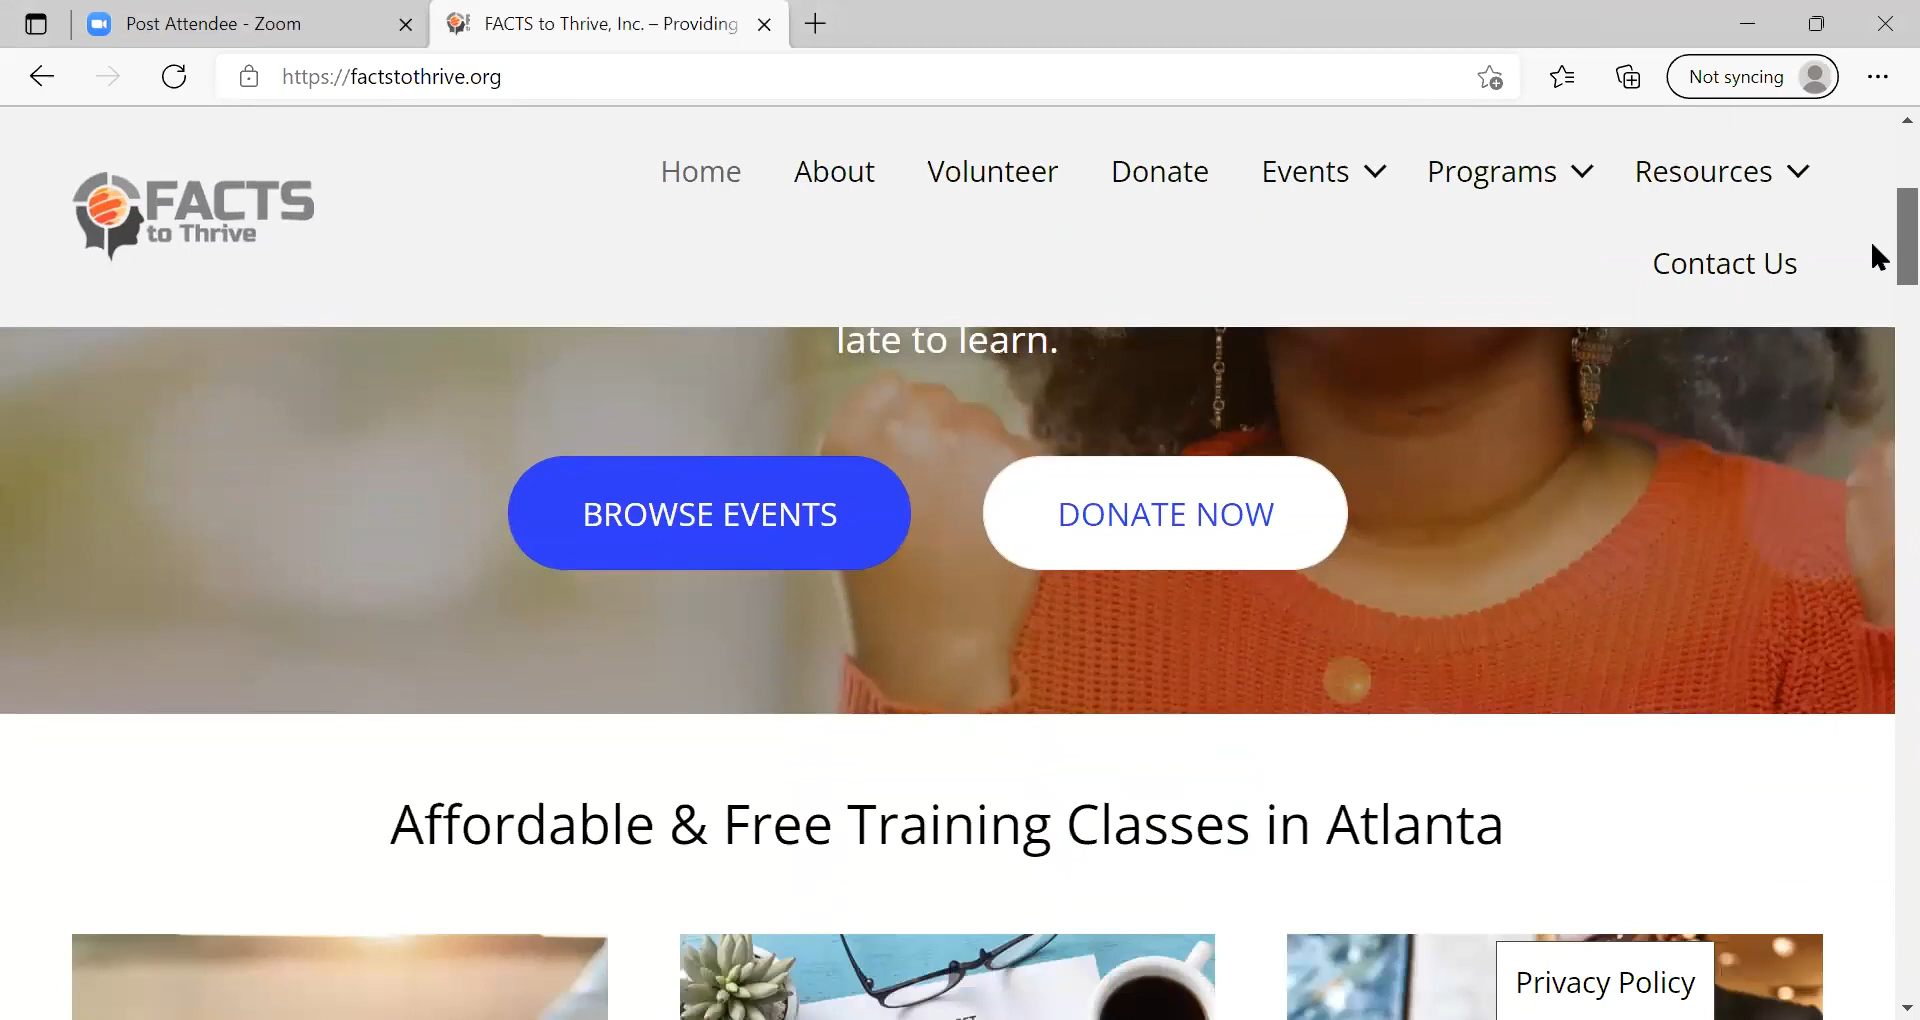 Post Attendee - Zoom
FACTS to Thrive, Inc. – Providing
https://factstothrive.org
Not syncing
FACTS
to Thrive
Home
About
Volunteer
Donate
Events
Programs
Resources
Contact Us
late to learn.
BROWSE EVENTS
DONATE NOW
Affordable & Free Training Classes in Atlanta
Privacy Policy